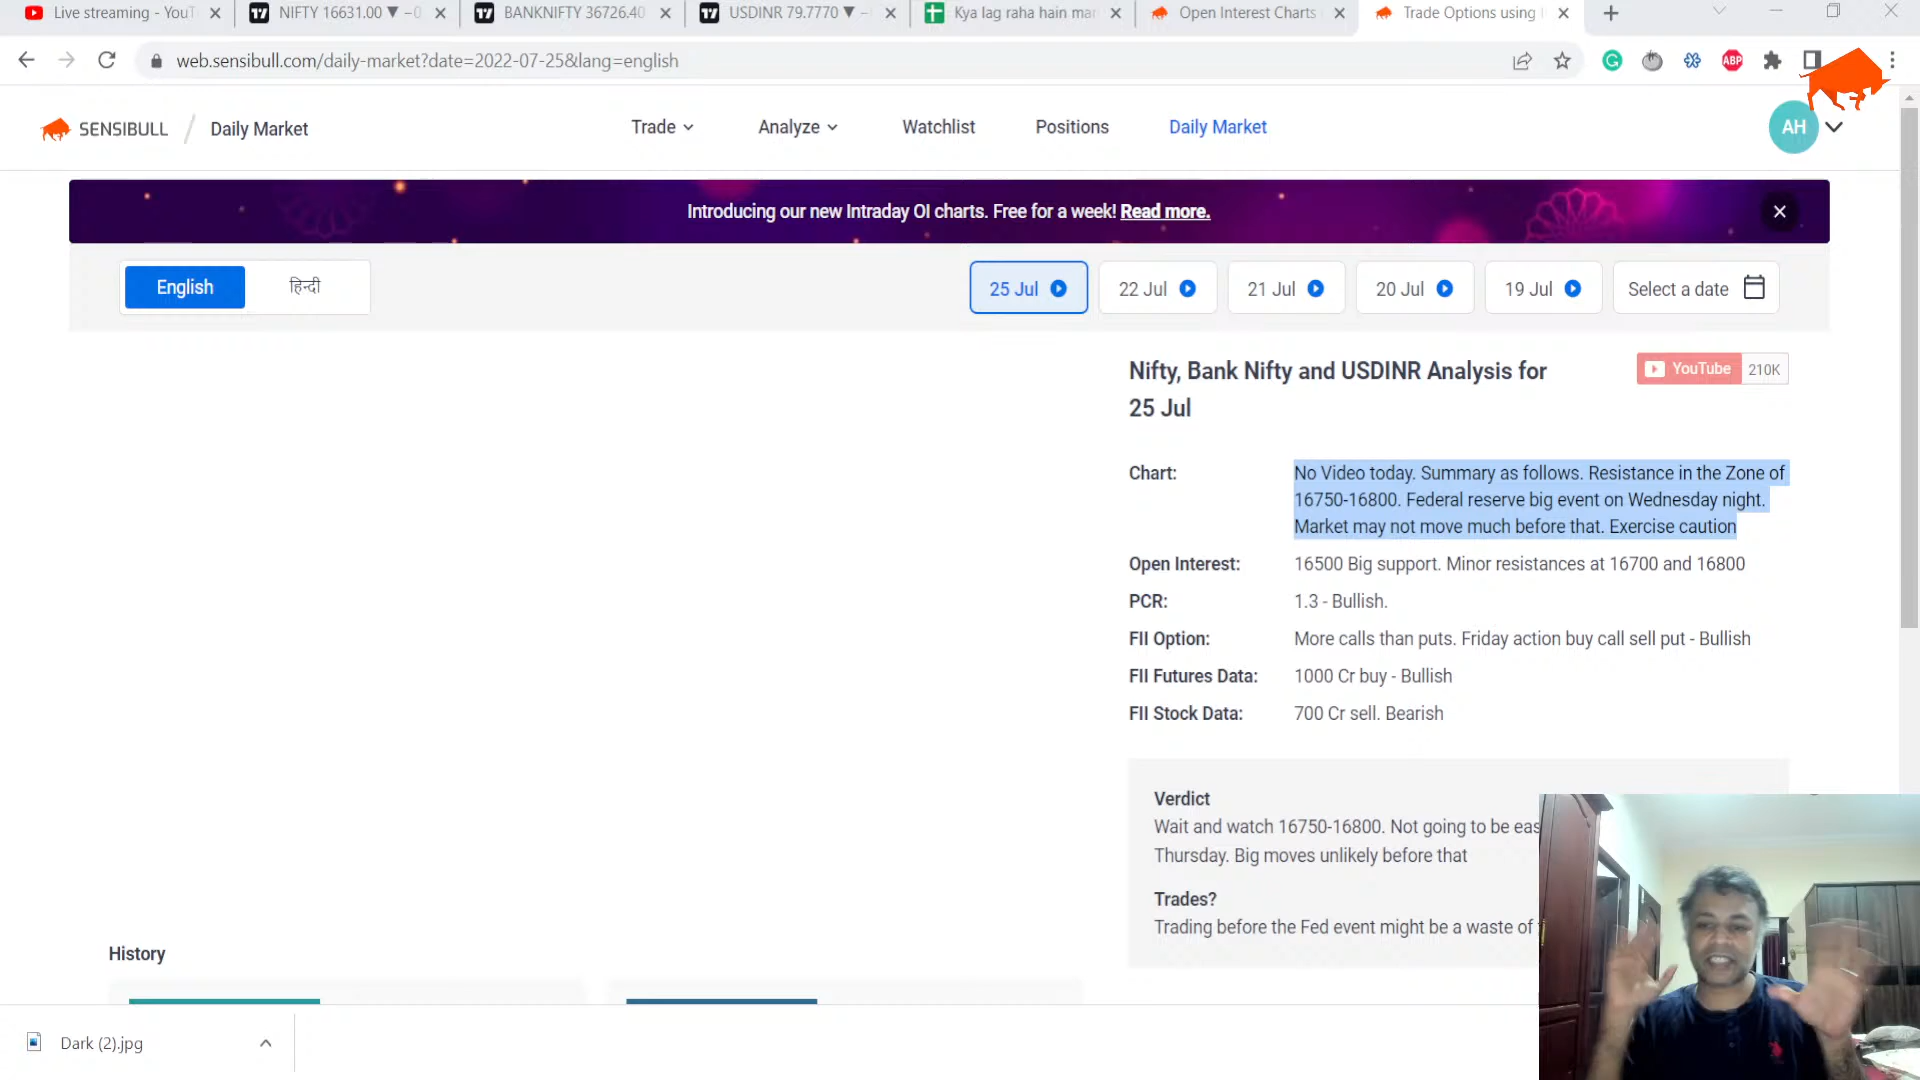 Live streaming - YouT
NIFTY 16631.00 ▼ −0
BANKNIFTY 36726.40
USDINR 79.7770 ▼ −
Kya lag raha hain mar
Open Interest Charts
Trade Options using
web.sensibull.com/daily-market?date=2022-07-25&lang=english
G
ABP
SENSIBULL / Daily Market
Trade
Analyze
Watchlist
Positions
Daily Market
AH
Introducing our new Intraday OI charts. Free for a week! Read more.
English
हिन्दी
25 Jul
22 Jul
21 Jul
20 Jul
19 Jul
Select a date
Nifty, Bank Nifty and USDINR Analysis for
25 Jul
YouTube 210K
Chart: No Video today. Summary as follows. Resistance in the Zone of
16750-16800. Federal reserve big event on Wednesday night.
Market may not move much before that. Exercise caution
Open Interest: 16500 Big support. Minor resistances at 16700 and 16800
PCR: 1.3 - Bullish.
FII Option: More calls than puts. Friday action buy call sell put - Bullish
FII Futures Data: 1000 Cr buy - Bullish
FII Stock Data: 700 Cr sell. Bearish
Verdict
Wait and watch 16750-16800. Not going to be eas
Thursday. Big moves unlikely before that
Trades?
Trading before the Fed event might be a waste of
History
Dark (2).jpg